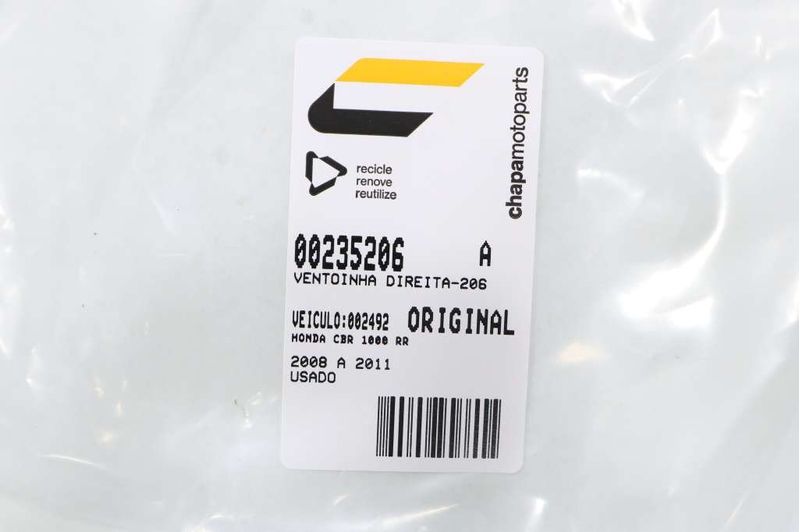 chapamotoparts
recicle
renove
reutilize
00235206 A
VENTOINHA DIREITA-206
VEICULO:002492 ORIGINAL
HONDA CBR 1000 RR
2008 A 2011
USADO